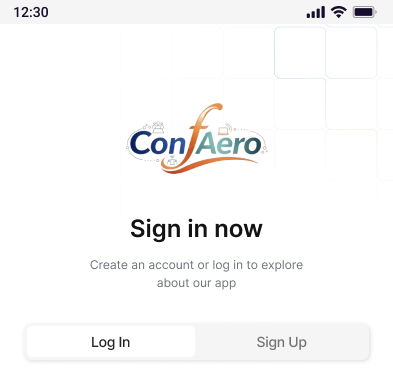 12:30
ConfAero
Sign in now
Create an account or log in to explore
about our app
Log In
Sign Up